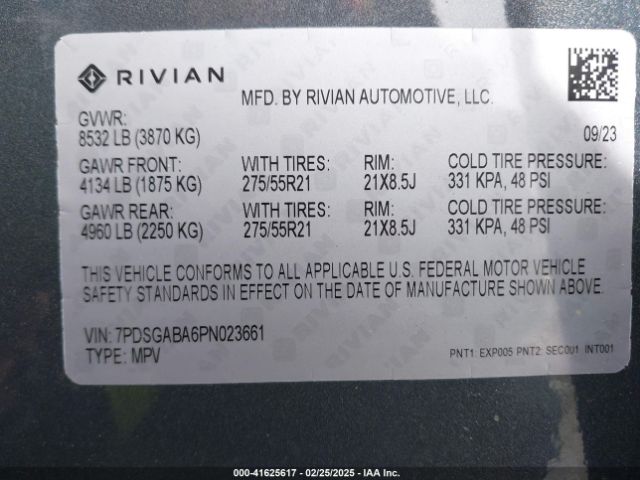 RIVIAN
MFD. BY RIVIAN AUTOMOTIVE, LLC.
GVWR:
8532 LB (3870 KG)
09/23
GAWR FRONT: WITH TIRES: RIM: COLD TIRE PRESSURE:
4134 LB (1875 KG) 275/55R21 21X8.5J 331 KPA, 48 PSI
GAWR REAR: WITH TIRES: RIM: COLD TIRE PRESSURE:
4960 LB (2250 KG) 275/55R21 21X8.5J 331 KPA, 48 PSI
THIS VEHICLE CONFORMS TO ALL APPLICABLE U.S. FEDERAL MOTOR VEHICLE
SAFETY STANDARDS IN EFFECT ON THE DATE OF MANUFACTURE SHOWN ABOVE.
VIN: 7PDSGABA6PN023661
TYPE: MPV
PNT1: EXP005 PNT2: SEC001 INT001
000-41625617 - 02/25/2025 - IAA Inc.